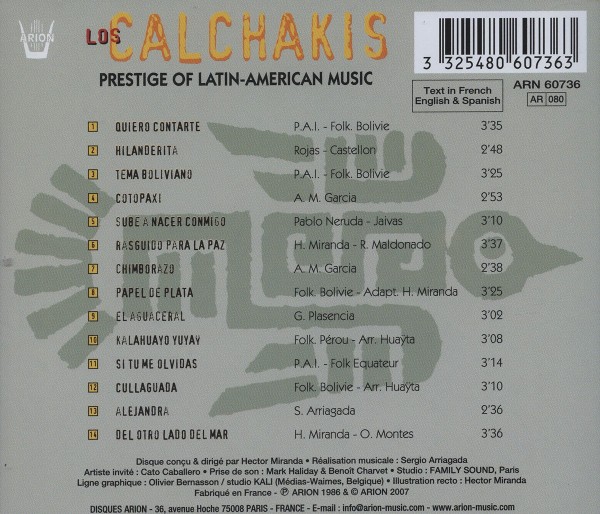 ARION
LOS CALCHAKIS
PRESTIGE OF LATIN-AMERICAN MUSIC
3 325480 607363
Text in French
English & Spanish
ARN 60736
AR 080
1 QUIERO CONTARTE P.A.I. - Folk. Bolivie 3'35
2 HILANDERITA Rojas - Castellon 2'48
3 TEMA BOLIVIANO P.A.I. - Folk. Bolivie 3'25
4 COTOPAXI A. M. Garcia 2'53
5 SUBE A NACER CONMIGO Pablo Neruda - Jaivas 3'10
6 RASGUIDO PARA LA PAZ H. Miranda - R. Maldonado 3'37
7 CHIMBORAZO A. M. Garcia 2'38
8 PAPEL DE PLATA Folk. Bolivie - Adapt. H. Miranda 3'25
9 EL AGUACERAL G. Plasencia 3'02
10 KALAHUAYO YUYAY Folk. Pérou - Arr. Huaÿta 3'08
11 SI TU ME OLVIDAS P.A.I. - Folk Equateur 3'14
12 CULLAGUADA Folk. Bolivie - Arr. Huaÿta 3'10
13 ALEJANDRA S. Arriagada 2'36
14 DEL OTRO LADO DEL MAR H. Miranda - O. Montes 3'36
Disque conçu & dirigé par Hector Miranda • Réalisation musicale : Sergio Arriagada
Artiste invité : Cato Caballero • Prise de son : Mark Haliday & Benoît Charvet • Studio : FAMILY SOUND, Paris
Ligne graphique : Olivier Bernasson / studio KALI (Médias-Waimes, Belgique) • Illustration recto : Hector Miranda
Fabriqué en France - ℗ ARION 1986 & © ARION 2007
DISQUES ARION - 36, avenue Hoche 75008 PARIS - FRANCE - E-mail : info@arion-music.com - www.arion-music.com